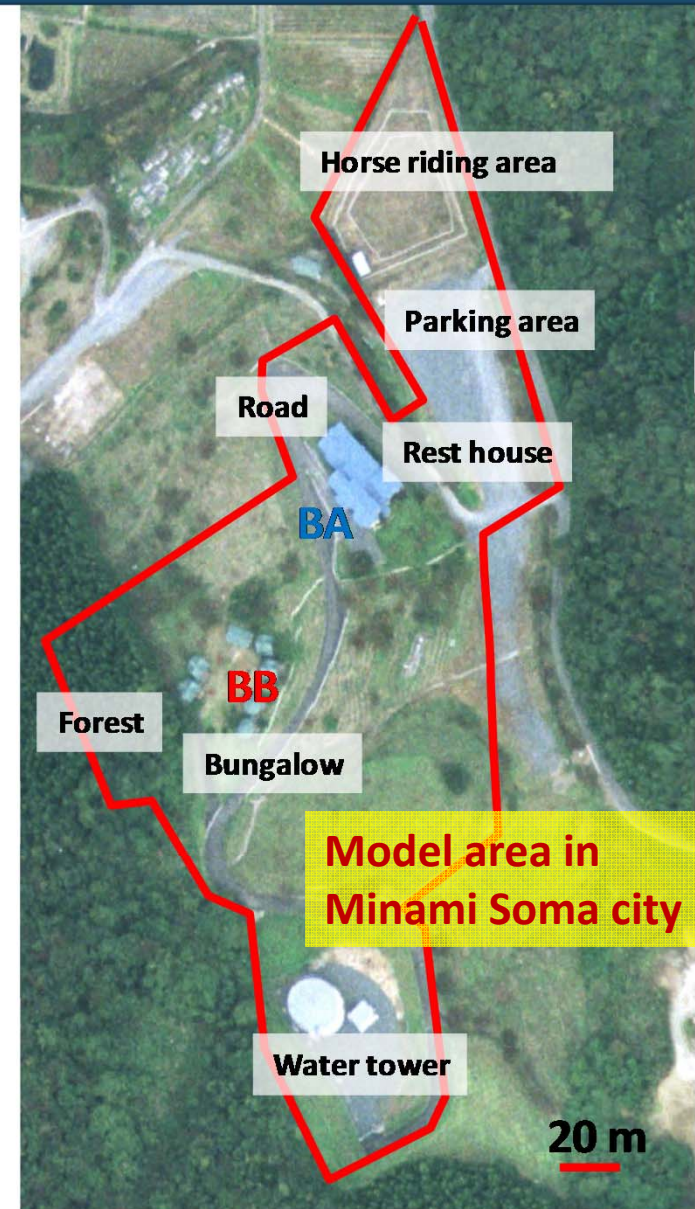 Horse riding area
Parking area
Road
Rest house
BA
BB
Forest
Bungalow
Model area in
Minami Soma city
Water tower
20 m